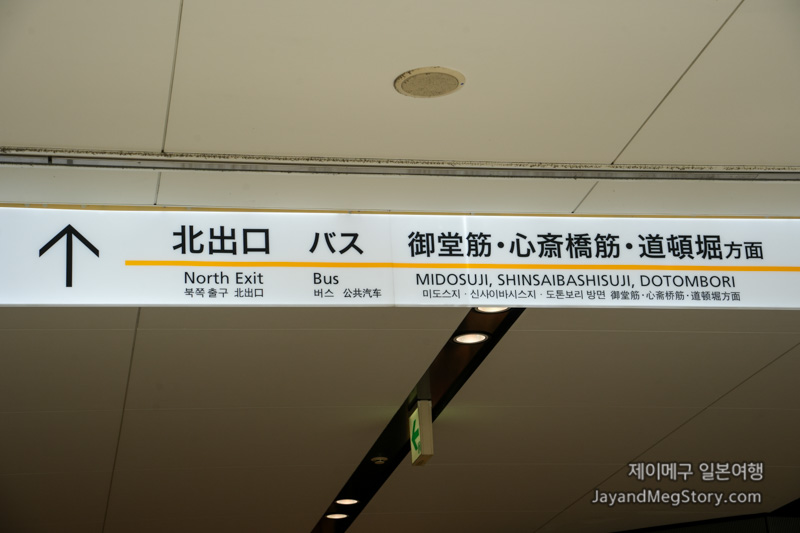 北出口 バス 御堂筋・心斎橋筋・道頓堀方面
North Exit Bus MIDOSUJI, SHINSAIBASHISUJI, DOTOMBORI
북쪽 출구 北出口 버스 公共汽车 미도스지・신사이바시스지・도톤보리 방면 御堂筋・心斋桥筋・道顿堀方面
제이메구 일본여행
JayandMegStory.com